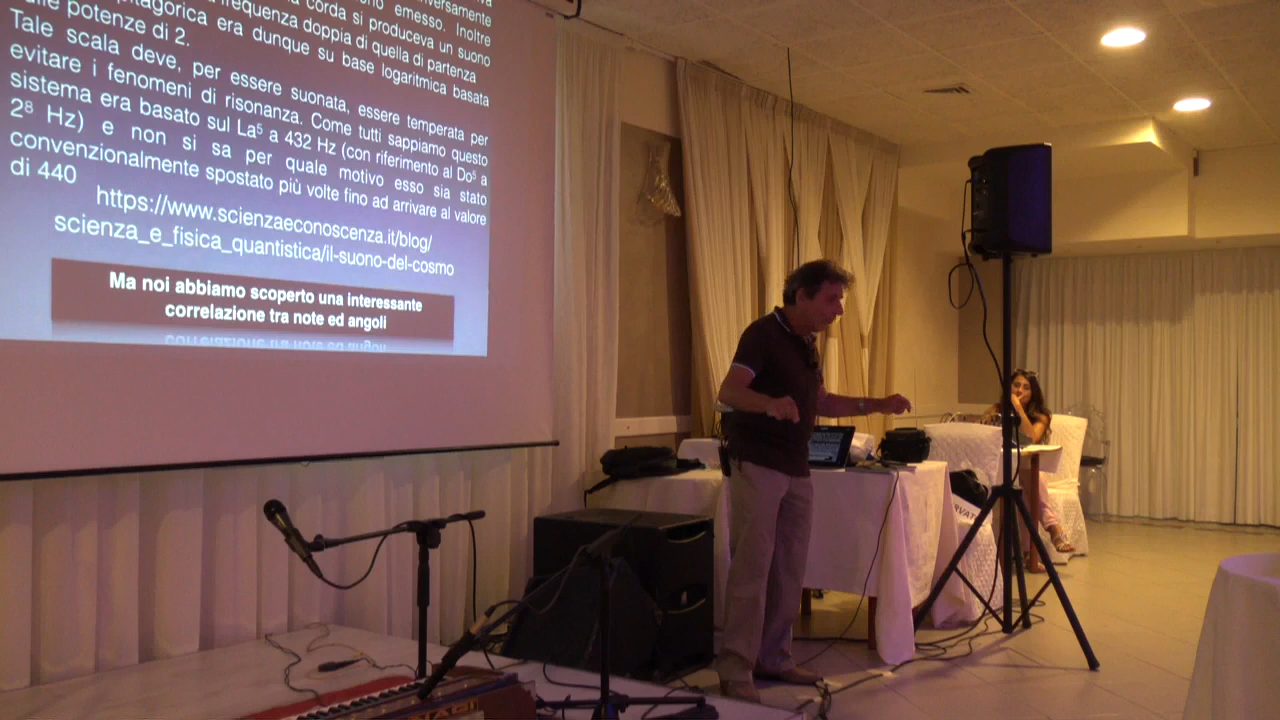 inversamente
corda si produceva un suono emesso. Inoltre
frequenza doppia di quella di partenza
era dunque su base logaritmica basata
potenze di 2.
Tale scala deve, per essere suonata, essere temperata per
evitare i fenomeni di risonanza. Come tutti sappiamo questo
sistema era basato sul La⁵ a 432 Hz (con riferimento al Do⁵ a
2⁸ Hz) e non si sa per quale motivo esso sia stato
convenzionalmente spostato più volte fino ad arrivare al valore
di 440
https://www.scienzaeconoscenza.it/blog/
scienza_e_fisica_quantistica/il-suono-del-cosmo
Ma noi abbiamo scoperto una interessante
correlazione tra note ed angoli